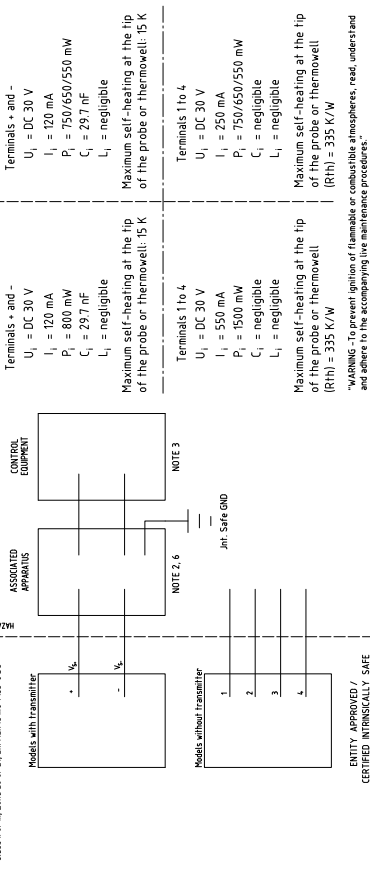 HAZA
Models with transmitter
+
Vs+
-
Vs-
ASSOCIATED
APPARATUS
NOTE 2, 6
CONTROL
EQUIPMENT
NOTE 3
Jnt. Safe GND
Models without transmitter
1
2
3
4
ENTITY APPROVED /
CERTIFIED INTRINSICALLY SAFE
Terminals + and -
Ui = DC 30 V
Ii = 120 mA
Pi = 800 mW
Ci = 29.7 nF
Li = negligible
Maximum self-heating at the tip
of the probe or thermowell: 15 K
Terminals + and -
Ui = DC 30 V
Ii = 120 mA
Pi = 750/650/550 mW
Ci = 29.7 nF
Li = negligible
Maximum self-heating at the tip
of the probe or thermowell: 15 K
Terminals 1 to 4
Ui = DC 30 V
Ii = 550 mA
Pi = 1500 mW
Ci = negligible
Li = negligible
Maximum self-heating at the tip
of the probe or thermowell
(Rth) = 335 K/W
Terminals 1 to 4
Ui = DC 30 V
Ii = 250 mA
Pi = 750/650/550 mW
Ci = negligible
Li = negligible
Maximum self-heating at the tip
of the probe or thermowell
(Rth) = 335 K/W
"WARNING - To prevent ignition of flammable or combustible atmospheres, read, understand
and adhere to the accompanying live maintenance procedures."